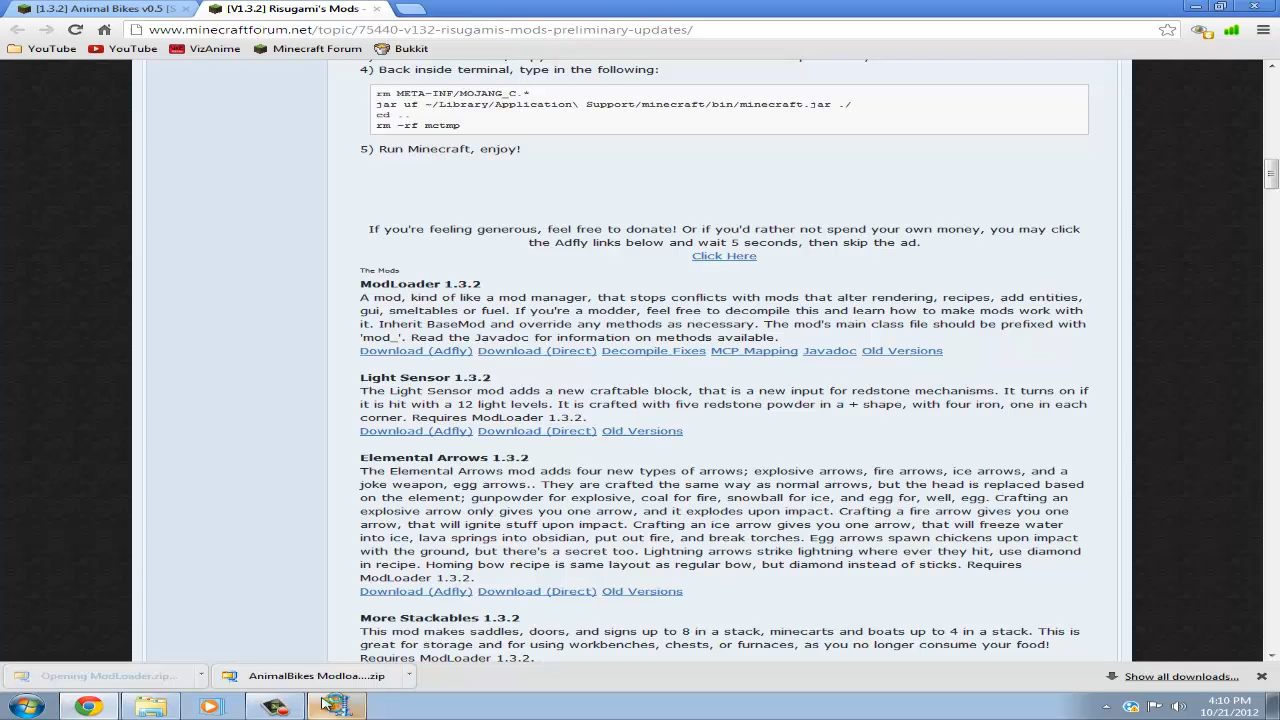 [1.3.2] Animal Bikes v0.5 [S
[V1.3.2] Risugami's Mods -
www.minecraftforum.net/topic/75440-v132-risugamis-mods-preliminary-updates/
YouTube YouTube VizAnime Minecraft Forum Bukkit
4) Back inside terminal, type in the following:
rm META-INF/MOJANG_C.*
jar uf ~/Library/Application\ Support/minecraft/bin/minecraft.jar ./
cd ..
rm -rf mctmp
5) Run Minecraft, enjoy!
If you're feeling generous, feel free to donate! Or if you'd rather not spend your own money, you may click
the Adfly links below and wait 5 seconds, then skip the ad.
Click Here
The Mods
ModLoader 1.3.2
A mod, kind of like a mod manager, that stops conflicts with mods that alter rendering, recipes, add entities,
gui, smeltables or fuel. If you're a modder, feel free to decompile this and learn how to make mods work with
it. Inherit BaseMod and override any methods as necessary. The mod's main class file should be prefixed with
'mod_'. Read the Javadoc for information on methods available.
Download (Adfly) Download (Direct) Decompile Fixes MCP Mapping Javadoc Old Versions
Light Sensor 1.3.2
The Light Sensor mod adds a new craftable block, that is a new input for redstone mechanisms. It turns on if
it is hit with a 12 light levels. It is crafted with five redstone powder in a + shape, with four iron, one in each
corner. Requires ModLoader 1.3.2.
Download (Adfly) Download (Direct) Old Versions
Elemental Arrows 1.3.2
The Elemental Arrows mod adds four new types of arrows; explosive arrows, fire arrows, ice arrows, and a
joke weapon, egg arrows.. They are crafted the same way as normal arrows, but the head is replaced based
on the element; gunpowder for explosive, coal for fire, snowball for ice, and egg for, well, egg. Crafting an
explosive arrow only gives you one arrow, and it explodes upon impact. Crafting a fire arrow gives you one
arrow, that will ignite stuff upon impact. Crafting an ice arrow gives you one arrow, that will freeze water
into ice, lava springs into obsidian, put out fire, and break torches. Egg arrows spawn chickens upon impact
with the ground, but there's a secret too. Lightning arrows strike lightning where ever they hit, use diamond
in recipe. Homing bow recipe is same layout as regular bow, but diamond instead of sticks. Requires
ModLoader 1.3.2.
Download (Adfly) Download (Direct) Old Versions
More Stackables 1.3.2
This mod makes saddles, doors, and signs up to 8 in a stack, minecarts and boats up to 4 in a stack. This is
great for storage and for using workbenches, chests, or furnaces, as you no longer consume your food!
Requires ModLoader 1.3.2.
Opening ModLoader.zip...
AnimalBikes Modloa....zip
Show all downloads...
4:10 PM
10/21/2012